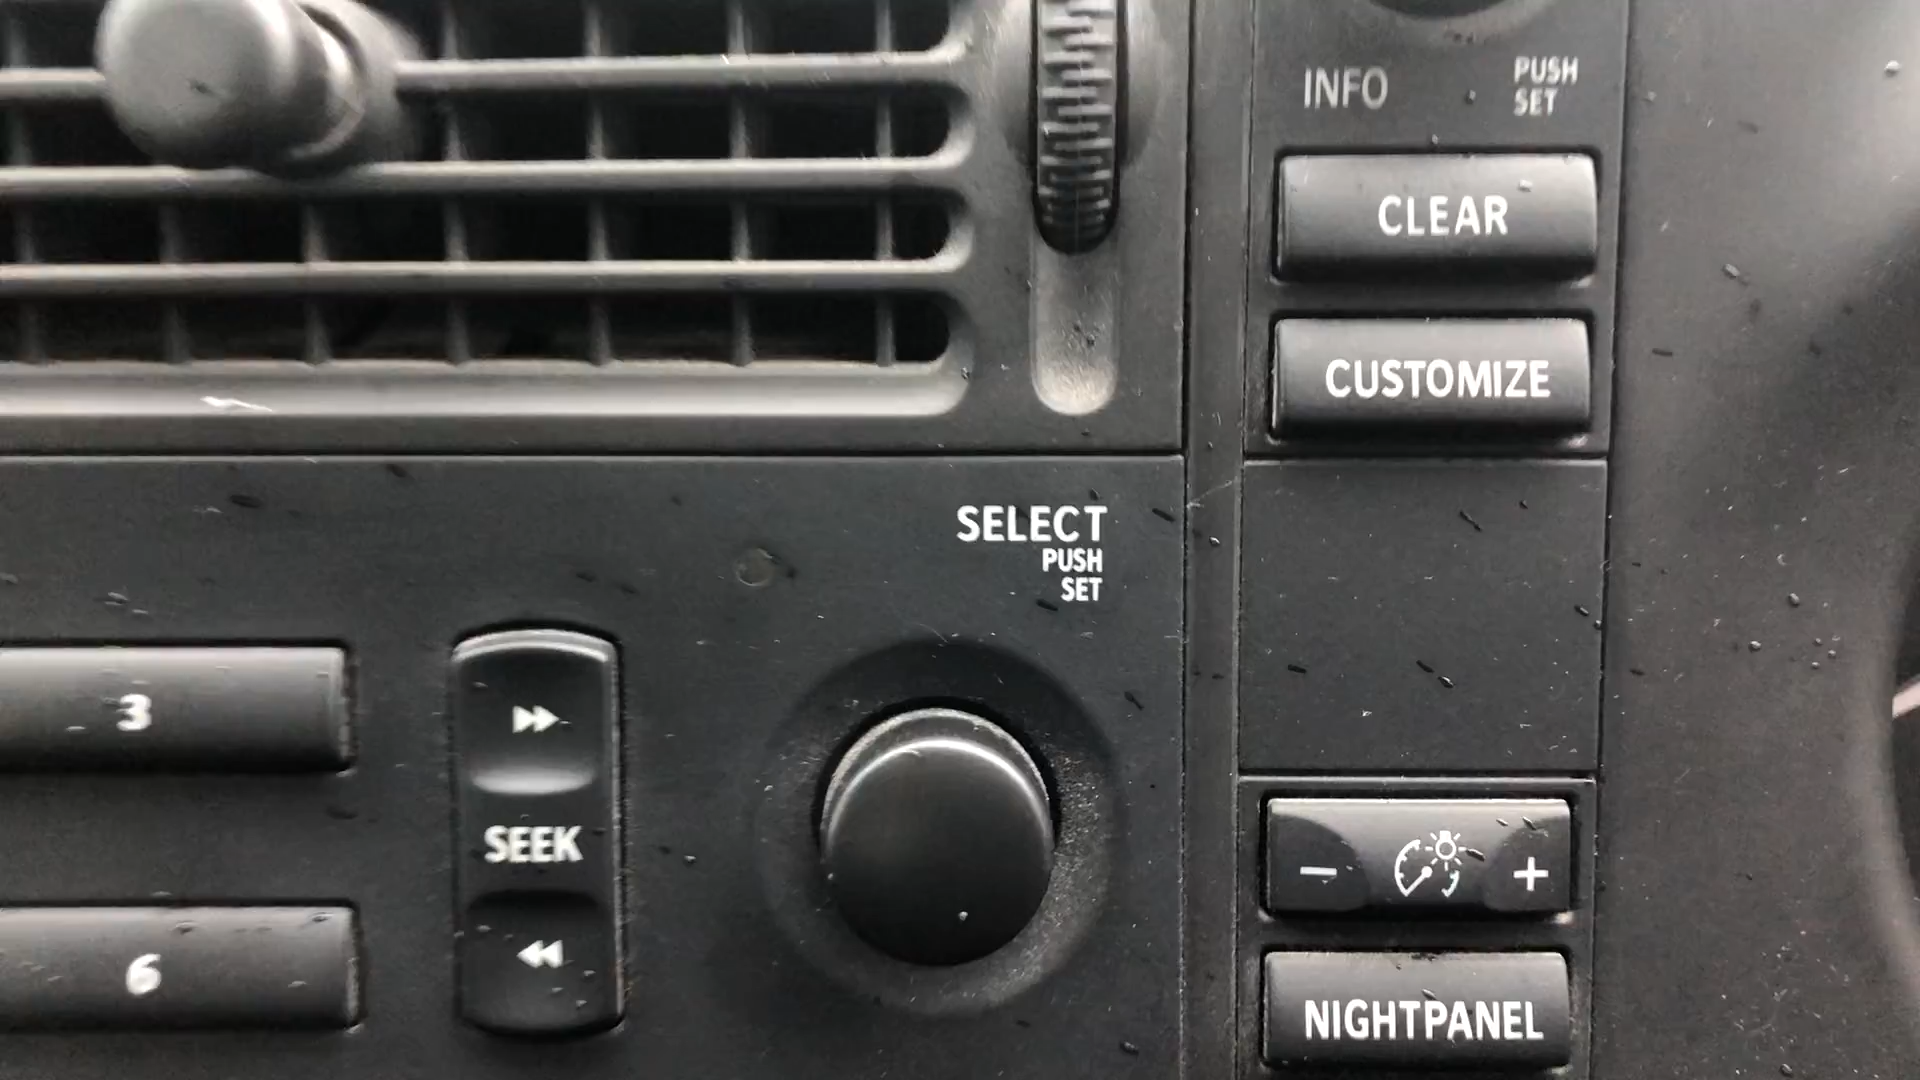 INFO
PUSH
SET
CLEAR
CUSTOMIZE
SELECT
PUSH
SET
3
SEEK
6
- +
NIGHTPANEL